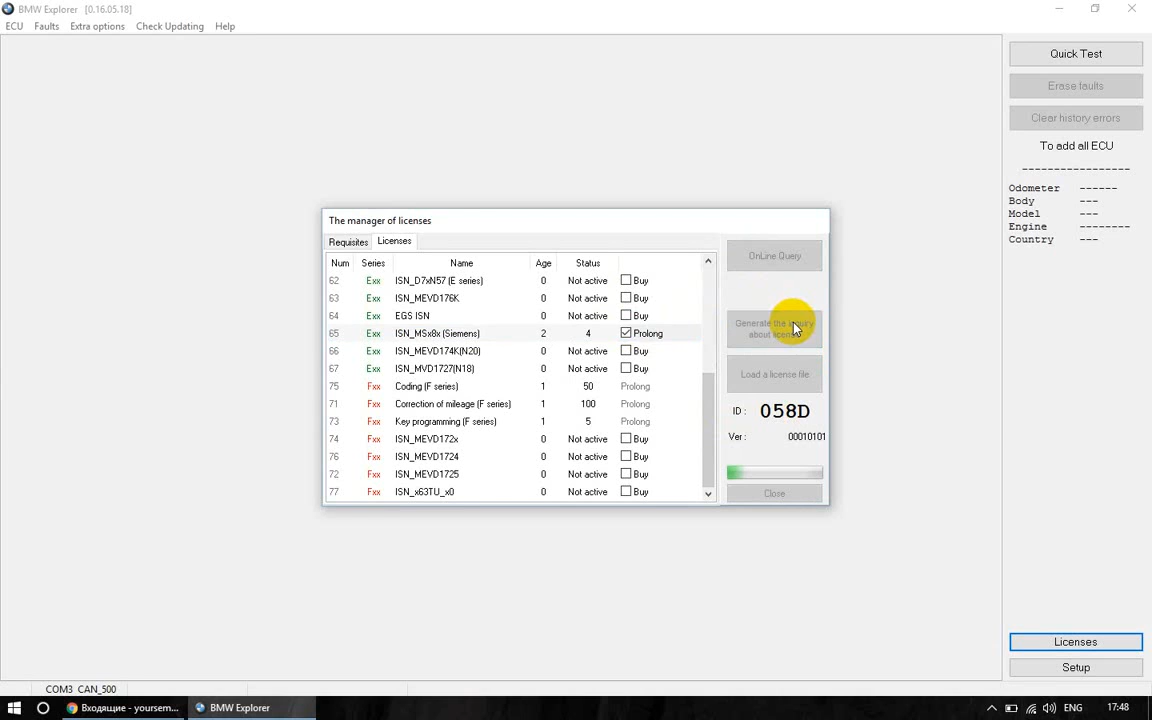 BMW Explorer [0.16.05.18]
ECU Faults Extra options Check Updating Help
Quick Test
Erase faults
Clear history errors
To add all ECU
-----------------
Odometer ------
Body ---
Model ---
Engine --------
Country ---
The manager of licenses
Requisites Licenses
Num Series Name Age Status
62 Exx ISN_D7xN57 (E series) 0 Not active Buy
63 Exx ISN_MEVD176K 0 Not active Buy
64 Exx EGS ISN 0 Not active Buy
65 Exx ISN_MSx8x (Siemens) 2 4 Prolong
66 Exx ISN_MEVD174K(N20) 0 Not active Buy
67 Exx ISN_MVD1727(N18) 0 Not active Buy
75 Fxx Coding (F series) 1 50 Prolong
71 Fxx Correction of mileage (F series) 1 100 Prolong
73 Fxx Key programming (F series) 1 5 Prolong
74 Fxx ISN_MEVD172x 0 Not active Buy
76 Fxx ISN_MEVD1724 0 Not active Buy
72 Fxx ISN_MEVD1725 0 Not active Buy
77 Fxx ISN_x63TU_x0 0 Not active Buy
OnLine Query
Generate the inquiry
about license
Load a license file
ID : 058D
Ver : 00010101
Close
Licenses
Setup
COM3 CAN_500
Входящие - yoursem... BMW Explorer ENG 17:48